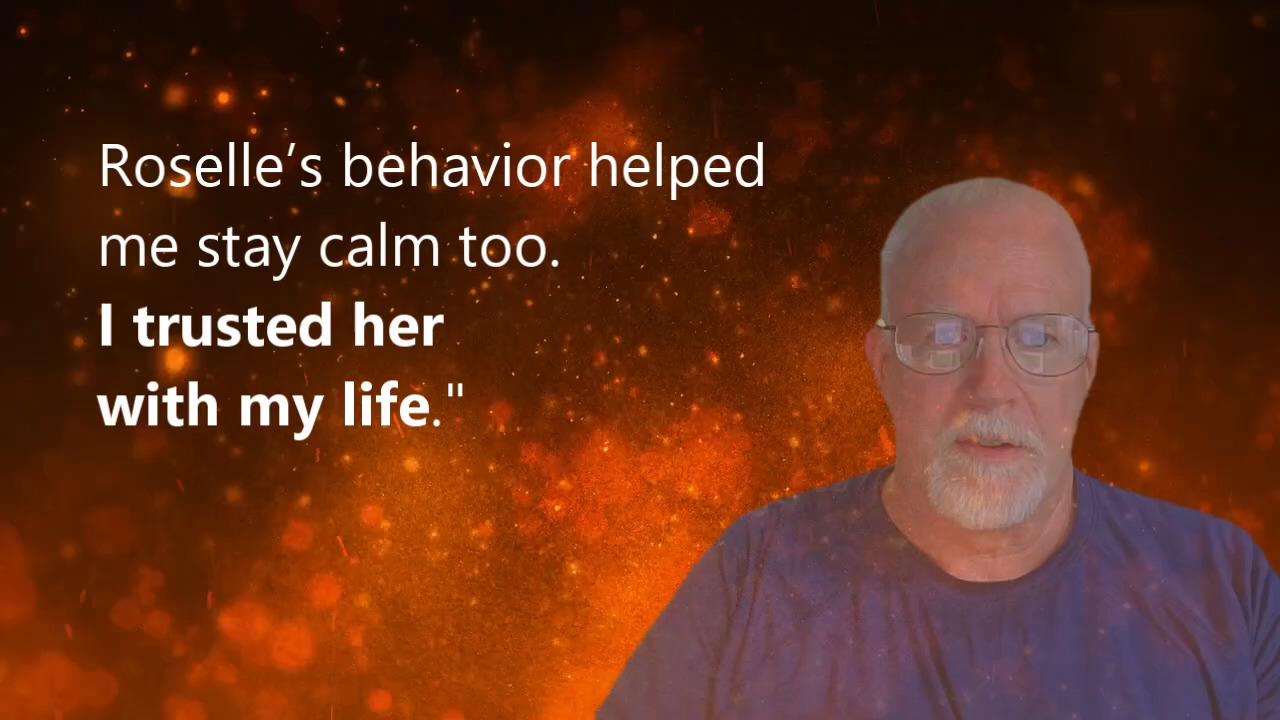 Roselle’s behavior helped
me stay calm too.
I trusted her
with my life."